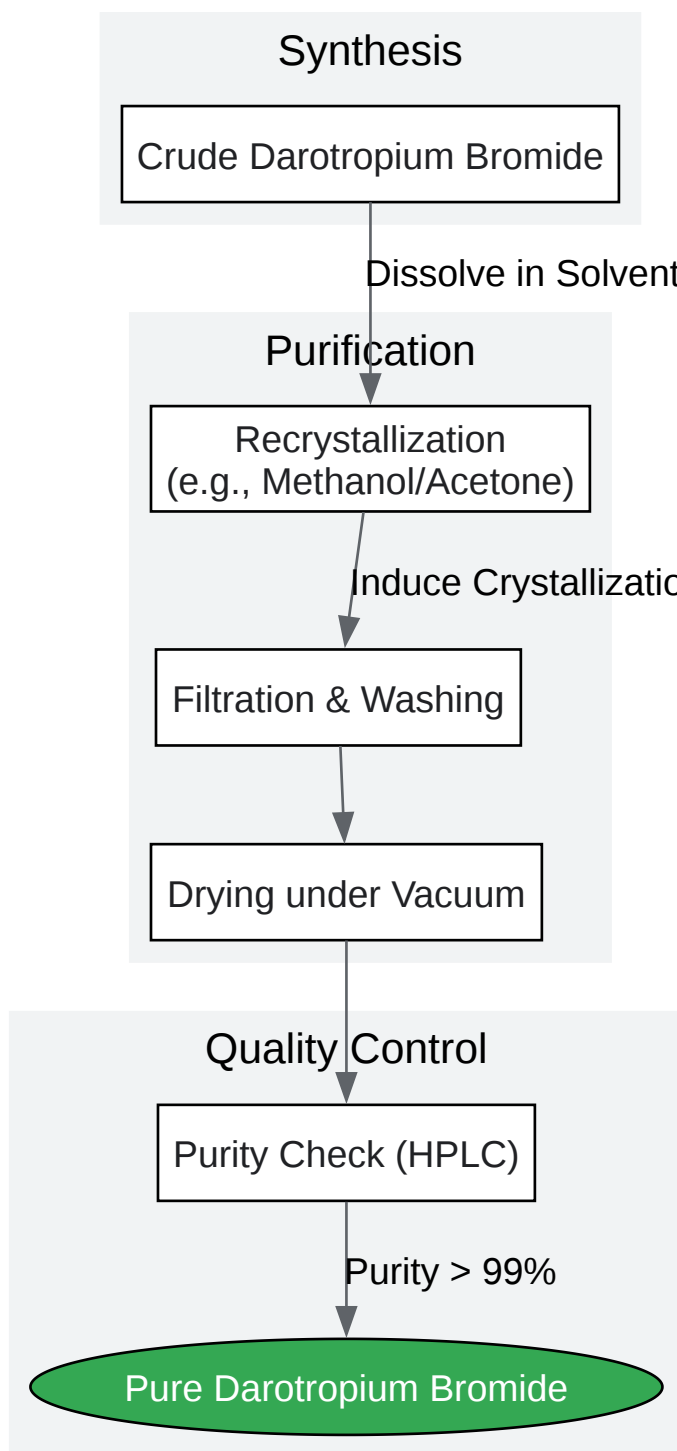 Synthesis
Crude Darotropium Bromide
Dissolve in Solvent
Purification
Recrystallization
(e.g., Methanol/Acetone)
Induce Crystallizatio
Filtration & Washing
Drying under Vacuum
Quality Control
Purity Check (HPLC)
Purity > 99%
Pure Darotropium Bromide